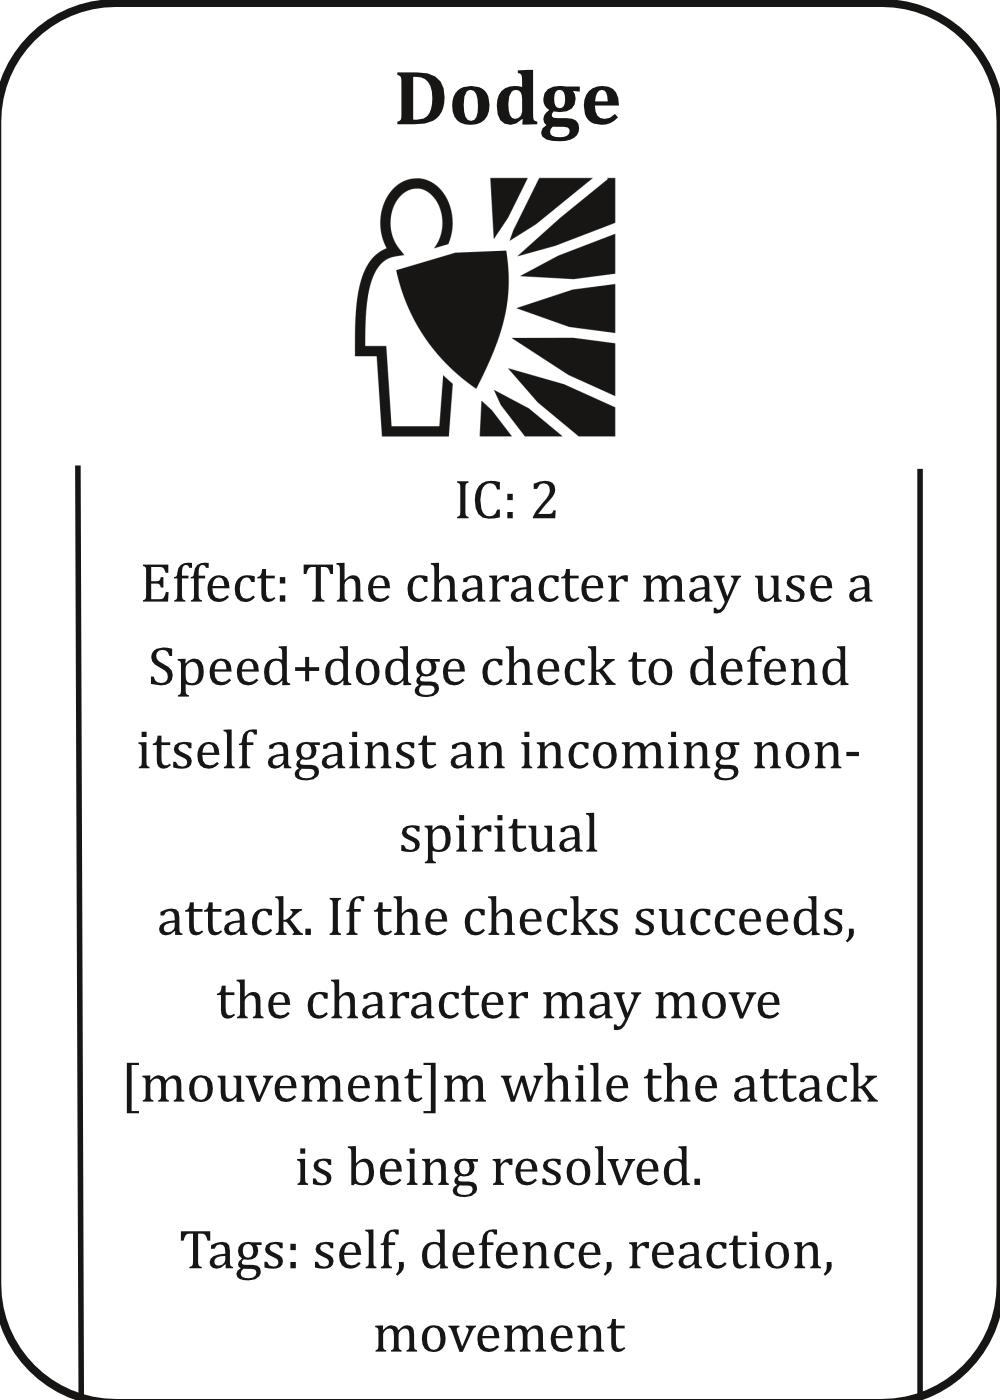 Dodge
IC: 2
Effect: The character may use a
Speed+dodge check to defend
itself against an incoming non-
spiritual
attack. If the checks succeeds,
the character may move
[mouvement]m while the attack
is being resolved.
Tags: self, defence, reaction,
movement